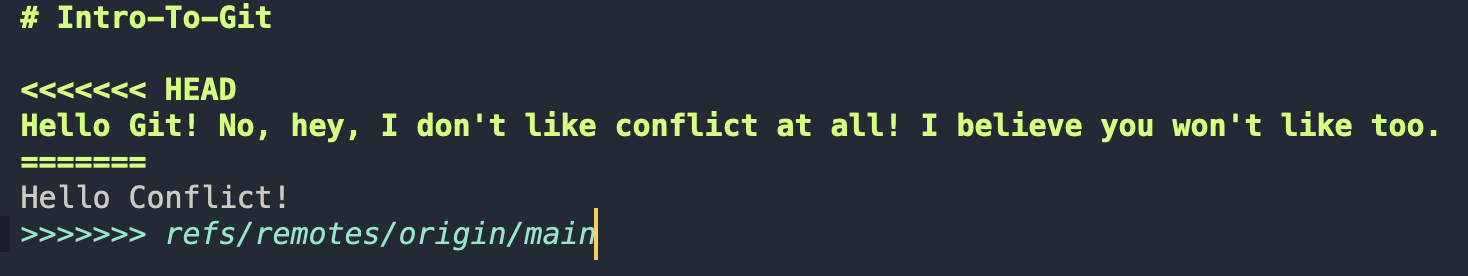 # Intro-To-Git
<<<<<<< HEAD
Hello Git! No, hey, I don't like conflict at all! I believe you won't like too.
=======
Hello Conflict!
>>>>>>> refs/remotes/origin/main